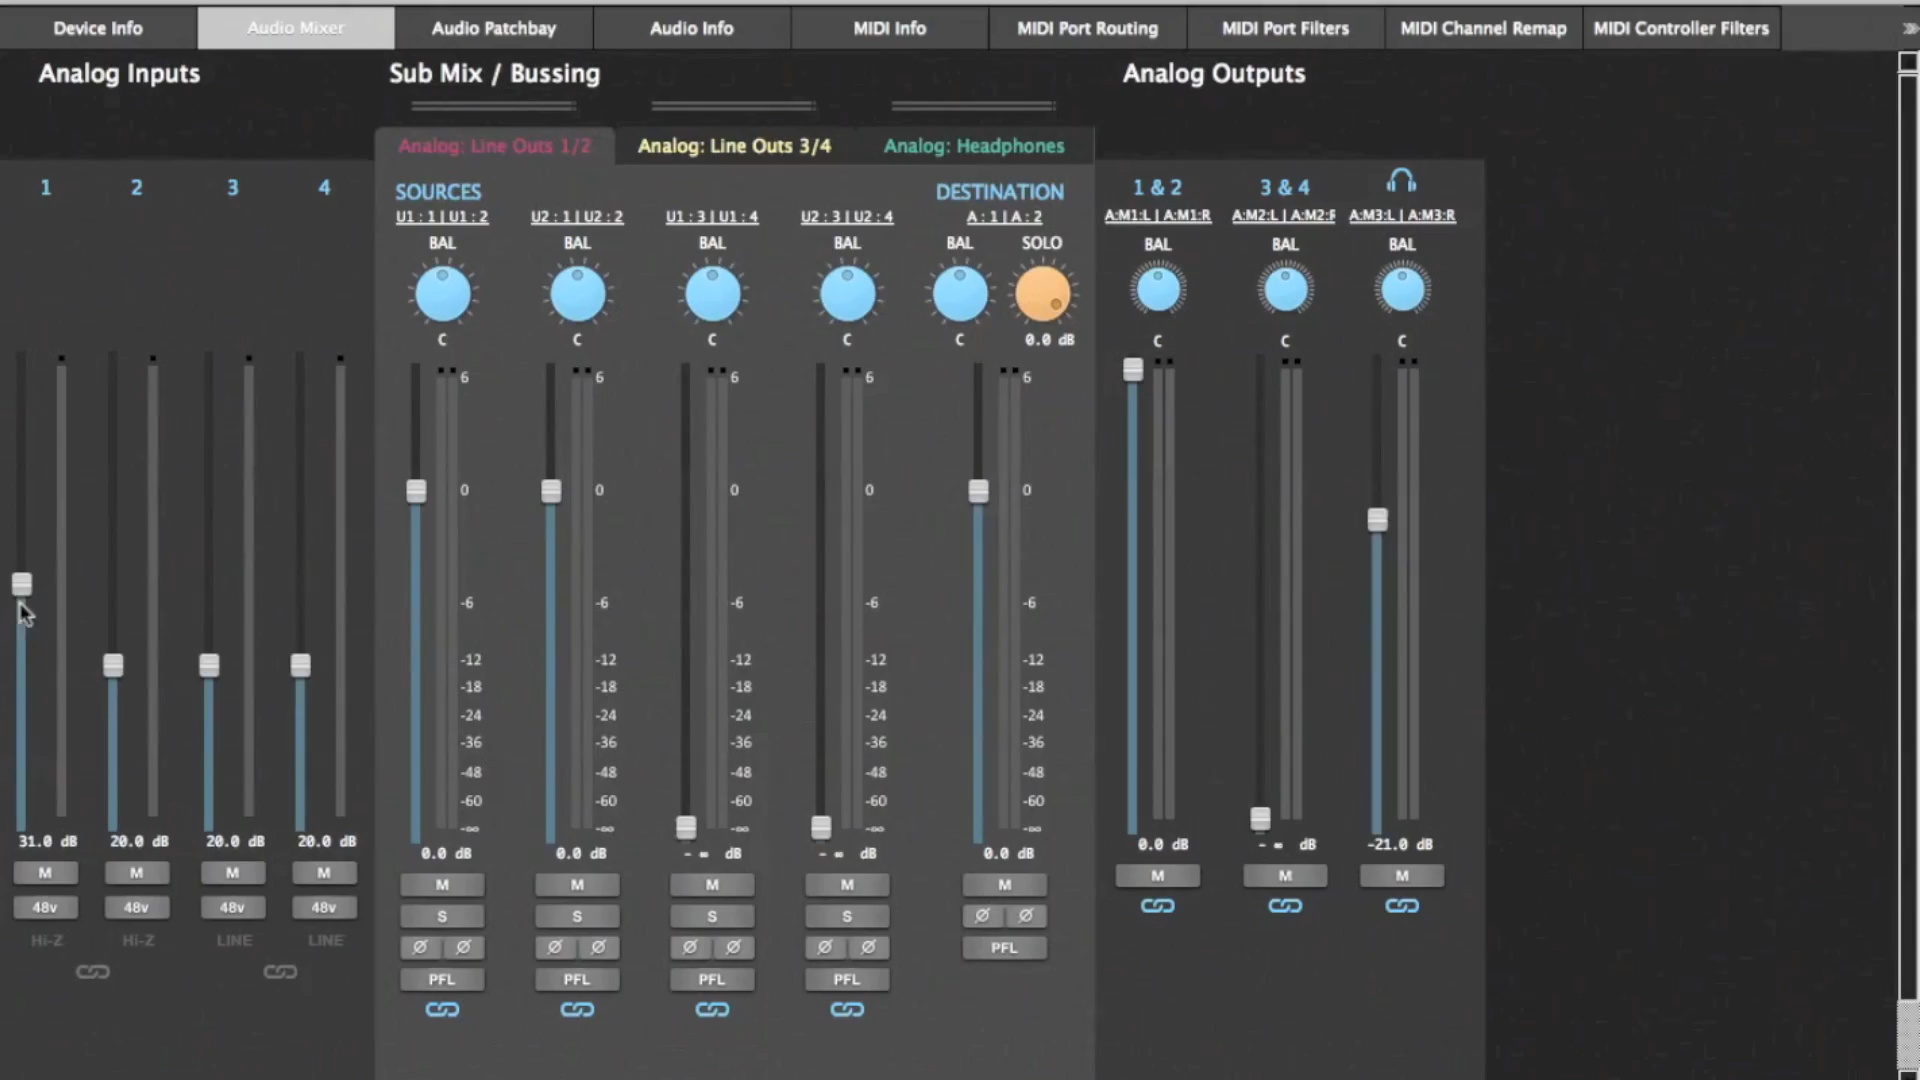 Device Info
Audio Mixer
Audio Patchbay
Audio Info
MIDI Info
MIDI Port Routing
MIDI Port Filters
MIDI Channel Remap
MIDI Controller Filters
Analog Inputs
Sub Mix / Bussing
Analog Outputs
Analog: Line Outs 1/2
Analog: Line Outs 3/4
Analog: Headphones
1 2 3 4
SOURCES
DESTINATION
1 & 2
3 & 4
U1 : 1 | U1 : 2
U2 : 1 | U2 : 2
U1 : 3 | U1 : 4
U2 : 3 | U2 : 4
A : 1 | A : 2
A:M1:L | A:M1:R
A:M2:L | A:M2:R
A:M3:L | A:M3:R
BAL BAL BAL BAL BAL SOLO BAL BAL BAL
C C C C C 0.0 dB C C C
6 6 6 6 6
0 0 0 0 0
-6 -6 -6 -6 -6
-12 -12 -12 -12 -12
-18 -18 -18 -18 -18
-24 -24 -24 -24 -24
-36 -36 -36 -36 -36
-48 -48 -48 -48 -48
-60 -60 -60 -60 -60
-∞ -∞ -∞ -∞ -∞
31.0 dB 20.0 dB 20.0 dB 20.0 dB
0.0 dB 0.0 dB - ∞ dB - ∞ dB 0.0 dB
0.0 dB - ∞ dB -21.0 dB
M M M M
M M M M M
M M M
48v 48v 48v 48v
S S S S
Ø Ø
Hi-Z Hi-Z LINE LINE
Ø Ø Ø Ø Ø Ø Ø Ø
PFL
PFL PFL PFL PFL